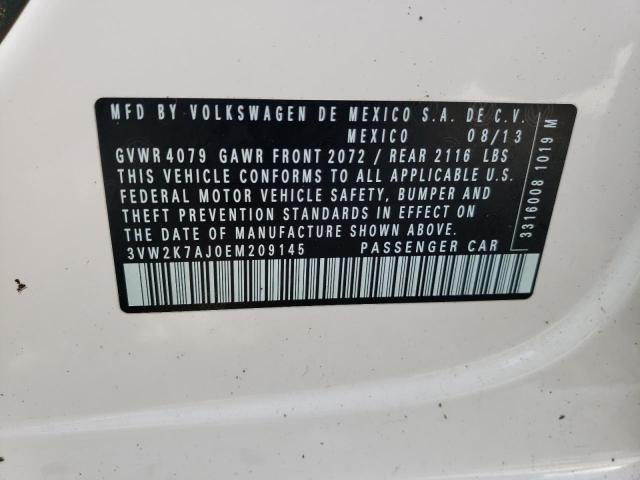 MFD BY VOLKSWAGEN DE MEXICO S.A. DE C.V.
MEXICO 08/13
GVWR 4079 GAWR FRONT 2072 / REAR 2116 LBS
THIS VEHICLE CONFORMS TO ALL APPLICABLE U.S.
FEDERAL MOTOR VEHICLE SAFETY, BUMPER AND
THEFT PREVENTION STANDARDS IN EFFECT ON
THE DATE OF MANUFACTURE SHOWN ABOVE.
3VW2K7AJ0EM209145 PASSENGER CAR
3316008 1019 M